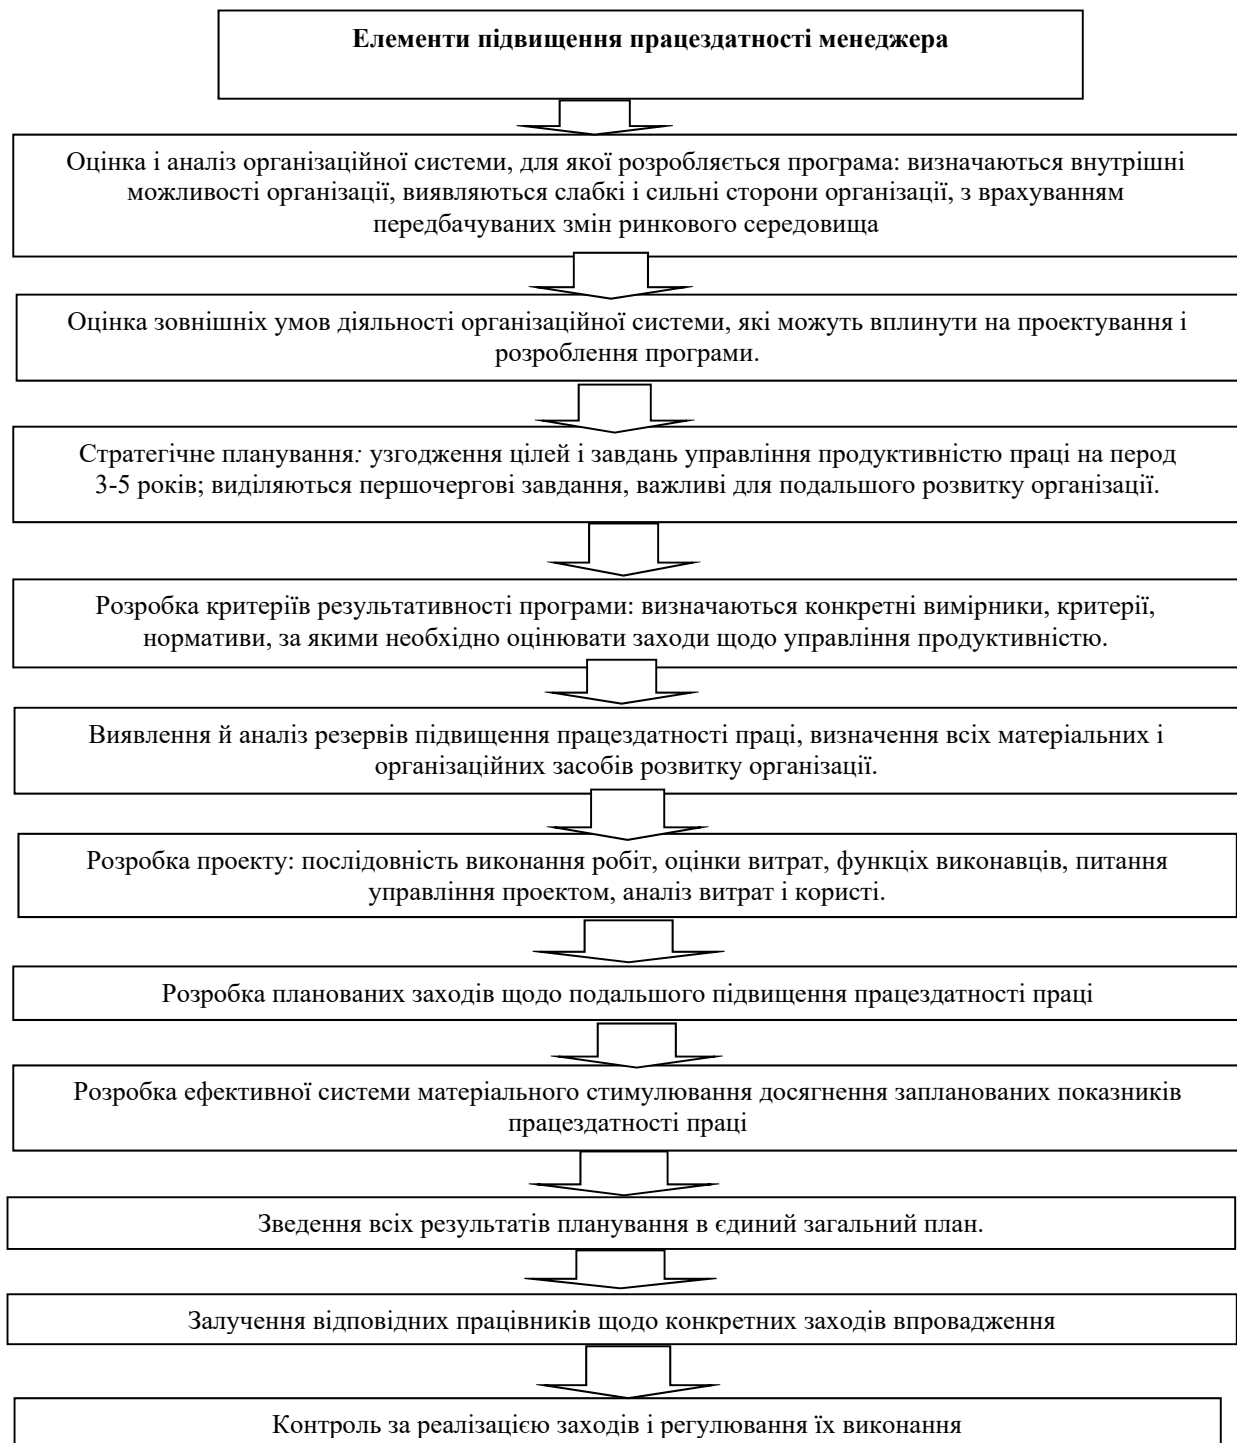 Елементи підвищення працездатності менеджера
Оцінка і аналіз організаційної системи, для якої розробляється програма: визначаються внутрішні
можливості організації, виявляються слабкі і сильні сторони організації, з врахуванням
передбачуваних змін ринкового середовища
Оцінка зовнішніх умов діяльності організаційної системи, які можуть вплинути на проектування і
розроблення програми.
Стратегічне планування: узгодження цілей і завдань управління продуктивністю праці на перод
3-5 років; виділяються першочергові завдання, важливі для подальшого розвитку організації.
Розробка критеріїв результативності програми: визначаються конкретні вимірники, критерії,
нормативи, за якими необхідно оцінювати заходи щодо управління продуктивністю.
Виявлення й аналіз резервів підвищення працездатності праці, визначення всіх матеріальних і
організаційних засобів розвитку організації.
Розробка проекту: послідовність виконання робіт, оцінки витрат, функціх виконавців, питання
управління проектом, аналіз витрат і користі.
Розробка планованих заходів щодо подальшого підвищення працездатності праці
Розробка ефективної системи матеріального стимулювання досягнення запланованих показників
працездатності праці
Зведення всіх результатів планування в єдиний загальний план.
Залучення відповідних працівників щодо конкретних заходів впровадження
Контроль за реалізацією заходів і регулювання їх виконання